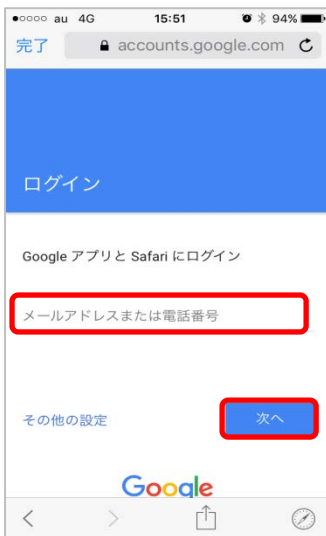 au 4G 15:51 94%
完了 accounts.google.com
ログイン
Google アプリと Safari にログイン
メールアドレスまたは電話番号
その他の設定 次へ
Google